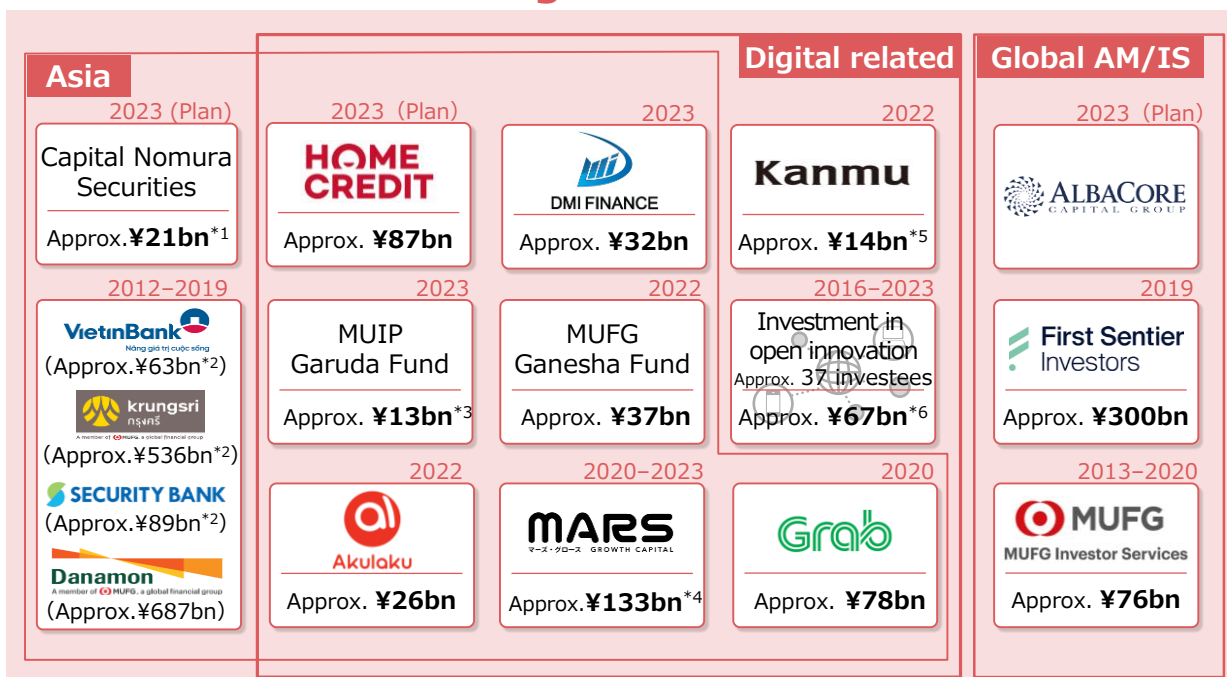 Asia
Digital related
Global AM/IS
2023 (Plan)
Capital Nomura
Securities
Approx.¥21bn*1
2012–2019
VietinBank
Nâng giá trị cuộc sống
(Approx.¥63bn*2)
krungsri
กรุงศรี
A member of MUFG, a global financial group
(Approx.¥536bn*2)
SECURITY BANK
(Approx.¥89bn*2)
Danamon
A member of MUFG, a global financial group
(Approx.¥687bn)
2023 (Plan)
HOME
CREDIT
Approx. ¥87bn
2023
DMI FINANCE
Approx. ¥32bn
2022
Kanmu
Approx. ¥14bn*5
2023
MUIP
Garuda Fund
Approx. ¥13bn*3
2022
MUFG
Ganesha Fund
Approx. ¥37bn
2016–2023
Investment in
open innovation
Approx. 37 investees
Approx. ¥67bn*6
2022
Akulaku
Approx. ¥26bn
2020–2023
MARS
マーズ・グロース GROWTH CAPITAL
Approx.¥133bn*4
2020
Grab
Approx. ¥78bn
2023 (Plan)
ALBACORE
CAPITAL GROUP
2019
First Sentier
Investors
Approx. ¥300bn
2013–2020
MUFG
MUFG Investor Services
Approx. ¥76bn